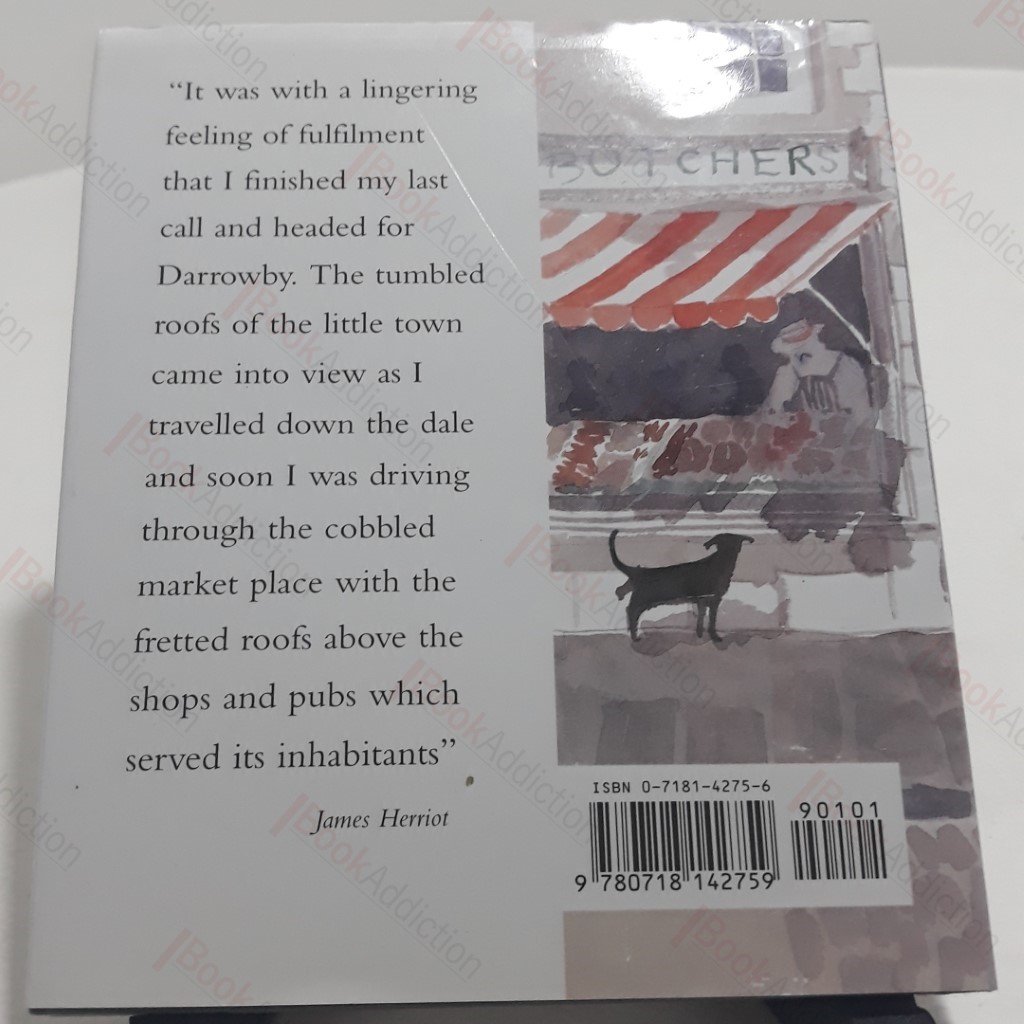 “It was with a lingering
feeling of fulfilment
that I finished my last
call and headed for
Darrowby. The tumbled
roofs of the little town
came into view as I
travelled down the dale
and soon I was driving
through the cobbled
market place with the
fretted roofs above the
shops and pubs which
served its inhabitants”
James Herriot
BUTCHERS
ISBN 0-7181-4275-6
90101
9 780718 142759
BookAddiction